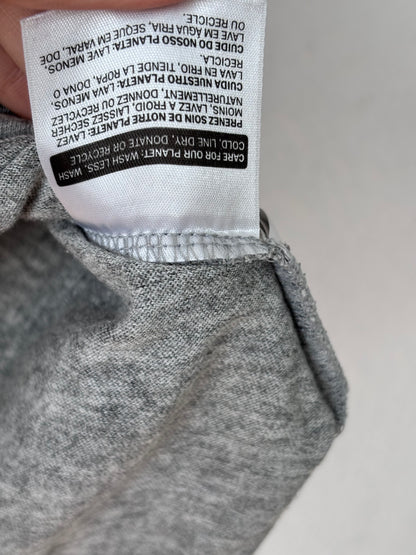 CARE FOR OUR PLANET: WASH LESS, WASH
COLD, LINE DRY, DONATE OR RECYCLE
PRENEZ SOIN DE NOTRE PLANÈTE: LAVEZ
MOINS, LAVEZ À FROID, LAISSEZ SÉCHER
NATURELLEMENT, DONNEZ OU RECYCLEZ
CUIDA NUESTRO PLANETA: LAVA MENOS,
LAVA EN FRIO, TIENDE LA ROPA, DONA O
RECICLA.
CUIDE DO NOSSO PLANETA: LAVE MENOS,
LAVE EM ÁGUA FRIA, SEQUE EM VARAL, DOE
OU RECICLE.